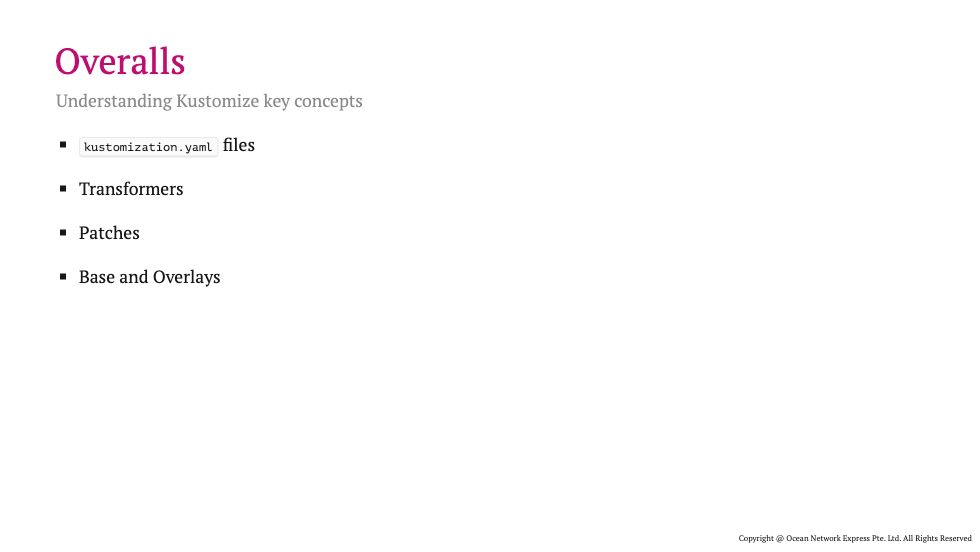 Overalls
Understanding Kustomize key concepts
▪ kustomization.yaml files
▪ Transformers
▪ Patches
▪ Base and Overlays
Copyright @ Ocean Network Express Pte. Ltd. All Rights Reserved